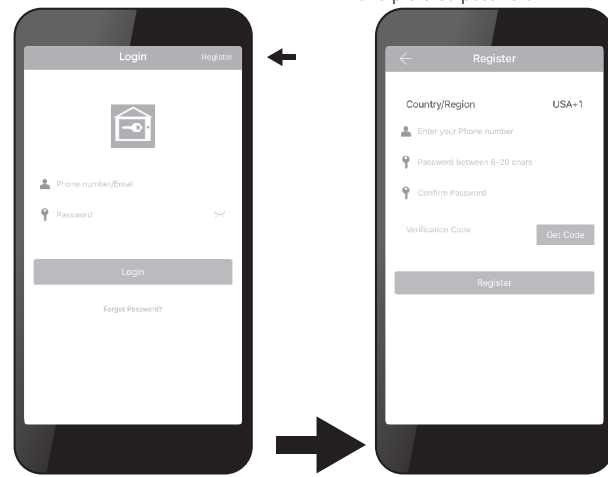 Login Register
Phone number/Email
Password
Login
Forgot Password?
Register
Country/Region USA+1
Enter your Phone number
Password between 6-20 chars
Confirm Password
Verification Code Get Code
Register